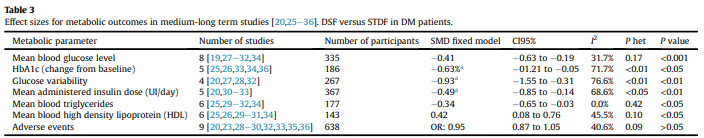 Table 3
Effect sizes for metabolic outcomes in medium-long term studies [20,25−36]. DSF versus STDF in DM patients.
Metabolic parameter Number of studies Number of participants SMD fixed model CI95% I² P het P value
Mean blood glucose level 8 [19,27−32,34] 335 −0.41 −0.63 to −0.19 31.7% 0.17 <0.001
HbA1c (change from baseline) 5 [25,26,33,34,36] 186 −0.63%ᵃ −01.21 to −0.05 71.7% <0.01 <0.05
Glucose variability 4 [20,27,28,32] 267 −0.93ᵃ −1.55 to −0.31 76.6% <0.01 <0.01
Mean administered insulin dose (UI/day) 5 [20,30−33] 367 −0.49ᵃ −0.85 to −0.14 68.6% <0.05 <0.01
Mean blood triglycerides 6 [25,29−32,34] 177 −0.34 −0.65 to −0.03 0.0% 0.42 <0.05
Mean blood high density lipoprotein (HDL) 6 [25,26,29−31,34] 143 0.42 0.08 to 0.76 45.5% 0.10 <0.05
Adverse events 9 [20,23,28−30,32,33,35,36] 638 OR: 0.95 0.87 to 1.05 40.6% 0.09 >0.05